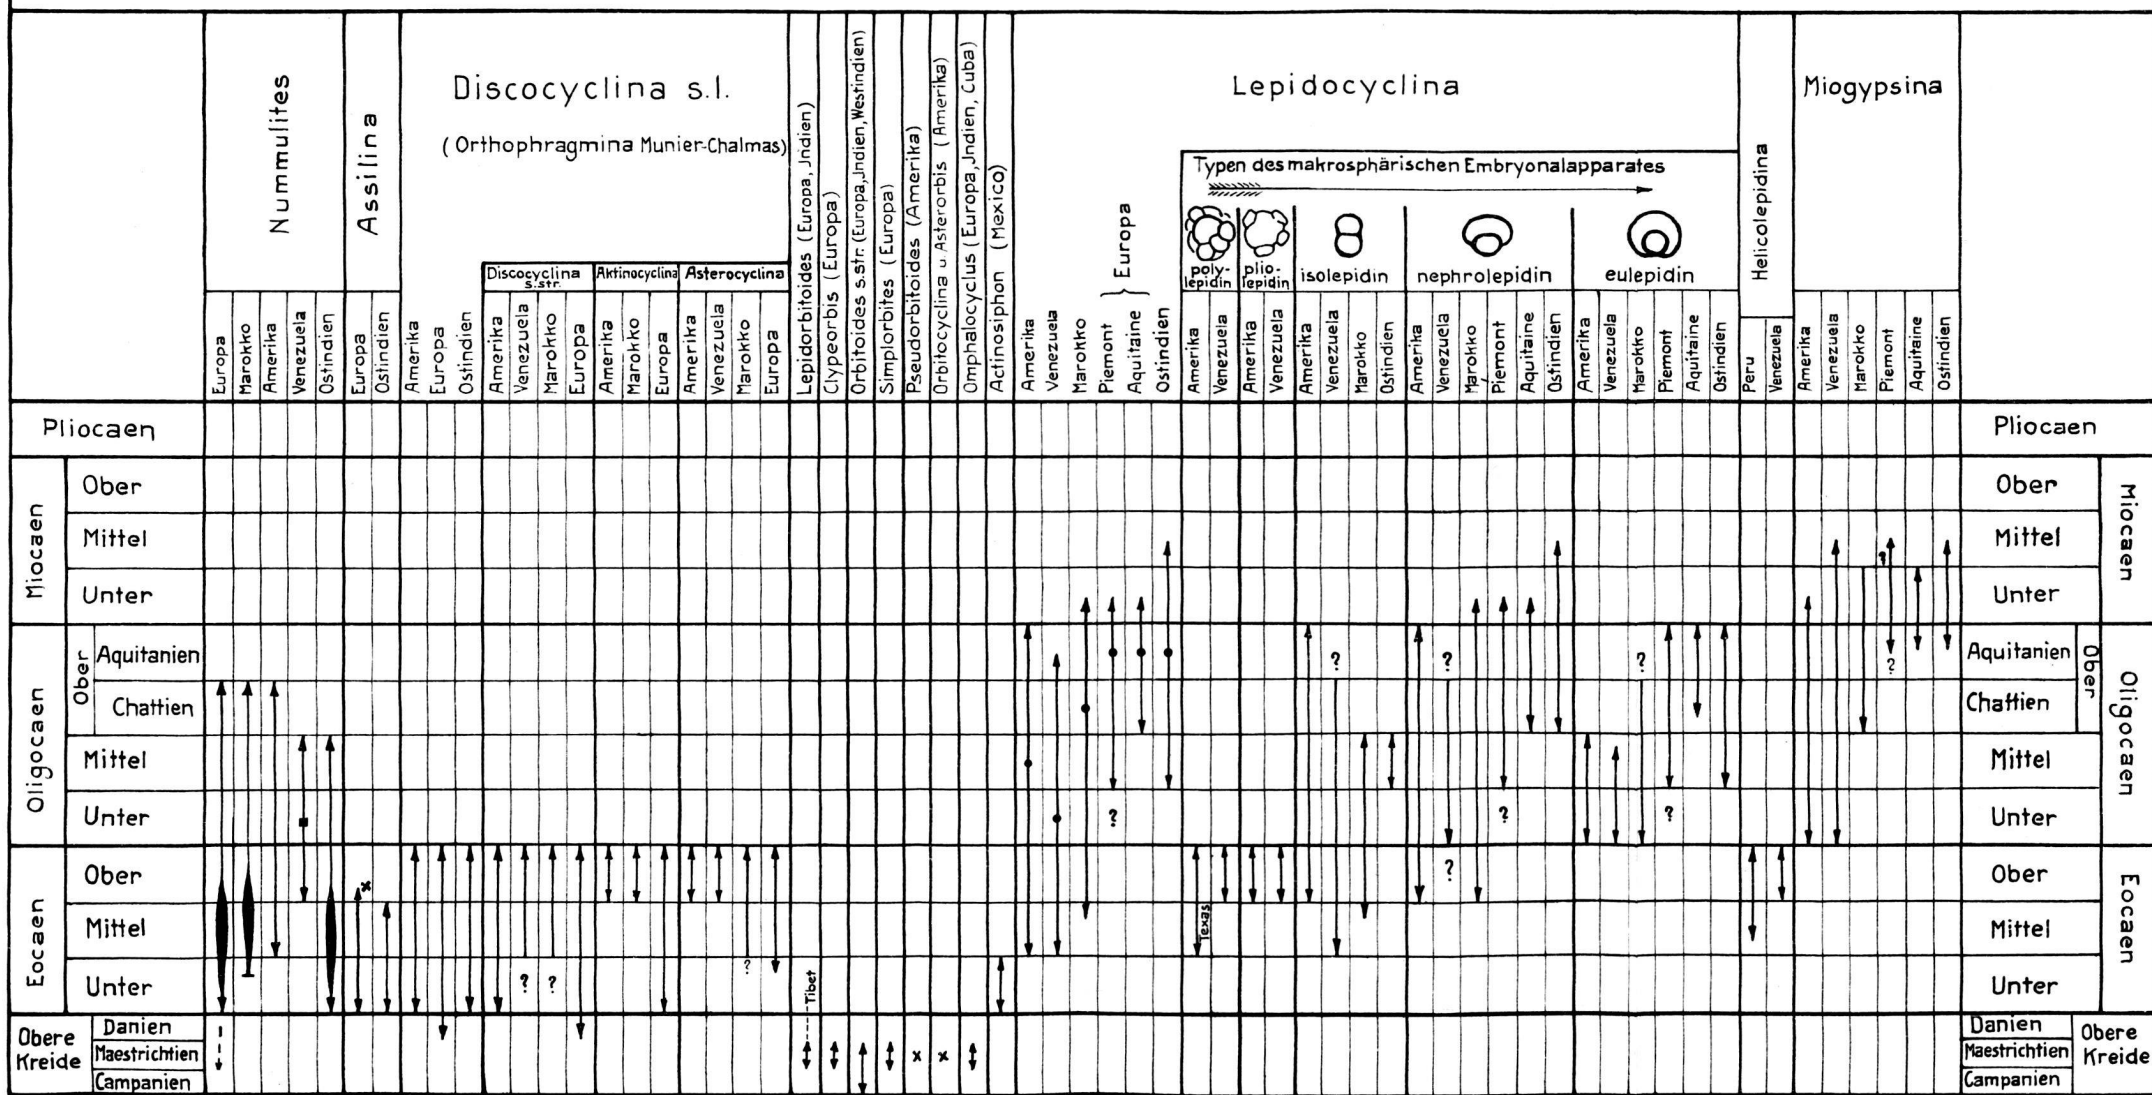 Nummulites
Assilina
Discocyclina s.l.
(Orthophragmina Munier-Chalmas)
Lepidorbitoides (Europa, Jndien)
Clypeorbis (Europa)
Orbitoides s.str. (Europa, Jndien, Westindien)
Simplorbites (Europa)
Pseudorbitoides (Amerika)
Orbitocyclina u. Asterorbis (Amerika)
Omphalocyclus (Europa, Jndien, Cuba)
Actinosiphon (Mexico)
Lepidocyclina
Europa
Typen des makrosphärischen Embryonalapparates
poly-lepidin
plio-lepidin
isolepidin
nephrolepidin
eulepidin
Helicolepidina
Miogypsina
Discocyclina s.str.
Aktinocyclina
Asterocyclina
Europa
Marokko
Amerika
Venezuela
Ostindien
Europa
Ostindien
Amerika
Europa
Ostindien
Amerika
Venezuela
Marokko
Europa
Amerika
Marokko
Europa
Amerika
Venezuela
Marokko
Europa
Amerika
Venezuela
Marokko
Piemont
Aquitaine
Ostindien
Amerika
Venezuela
Amerika
Venezuela
Amerika
Venezuela
Marokko
Ostindien
Amerika
Venezuela
Marokko
Piemont
Aquitaine
Ostindien
Amerika
Venezuela
Marokko
Piemont
Aquitaine
Ostindien
Peru
Venezuela
Amerika
Venezuela
Marokko
Piemont
Aquitaine
Ostindien
Pliocaen
Pliocaen
Miocaen
Ober
Ober
Miocaen
Mittel
?
Mittel
Unter
Unter
Oligocaen
Ober
Aquitanien
? ? ? ?
Aquitanien
Ober
Oligocaen
Chattien
Chattien
Mittel
Mittel
Unter
? ? ?
Unter
Eocaen
Ober
x
?
Ober
Eocaen
Mittel
Texas
Mittel
Unter
? ? ?
Tibet
Unter
Obere Kreide
Danien
Danien
Obere Kreide
Maestrichtien
x x
Maestrichtien
Campanien
Campanien